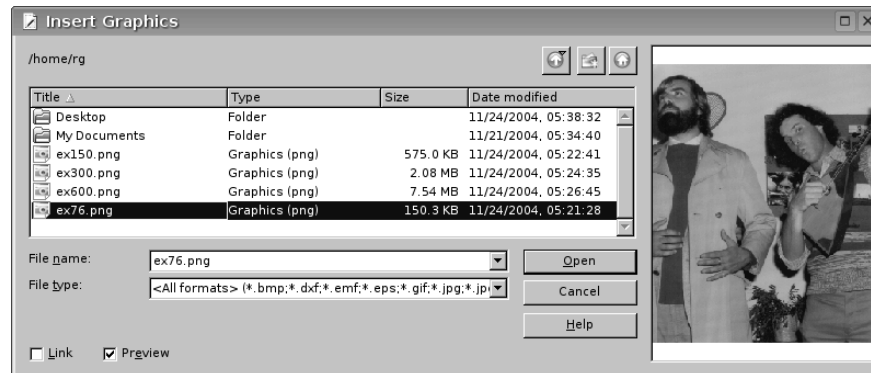 Insert Graphics
/home/rg
Title Type Size Date modified
Desktop Folder 11/24/2004, 05:38:32
My Documents Folder 11/21/2004, 05:34:40
ex150.png Graphics (png) 575.0 KB 11/24/2004, 05:22:41
ex300.png Graphics (png) 2.08 MB 11/24/2004, 05:24:35
ex600.png Graphics (png) 7.54 MB 11/24/2004, 05:26:45
ex76.png Graphics (png) 150.3 KB 11/24/2004, 05:21:28
File name: ex76.png Open
File type: <All formats> (*.bmp;*.dxf;*.emf;*.eps;*.gif;*.jpg;*.jp Cancel
Help
Link Preview